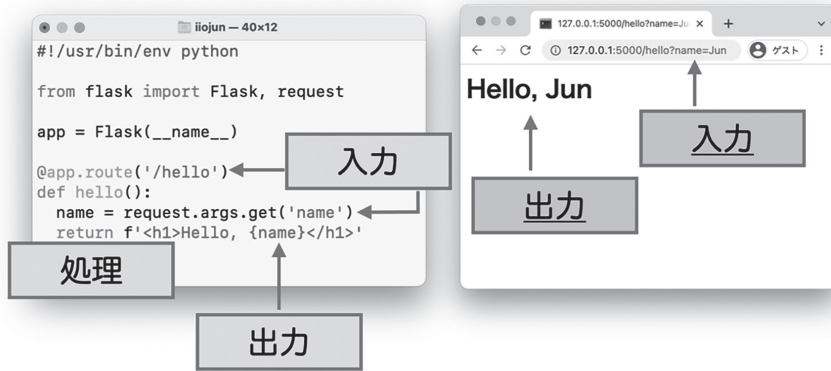 iiojun — 40×12
#!/usr/bin/env python
from flask import Flask, request
app = Flask(__name__)
@app.route('/hello')
def hello():
name = request.args.get('name')
return f'<h1>Hello, {name}</h1>'
入力
処理
出力
127.0.0.1:5000/hello?name=Ju
127.0.0.1:5000/hello?name=Jun
ゲスト
Hello, Jun
入力
出力